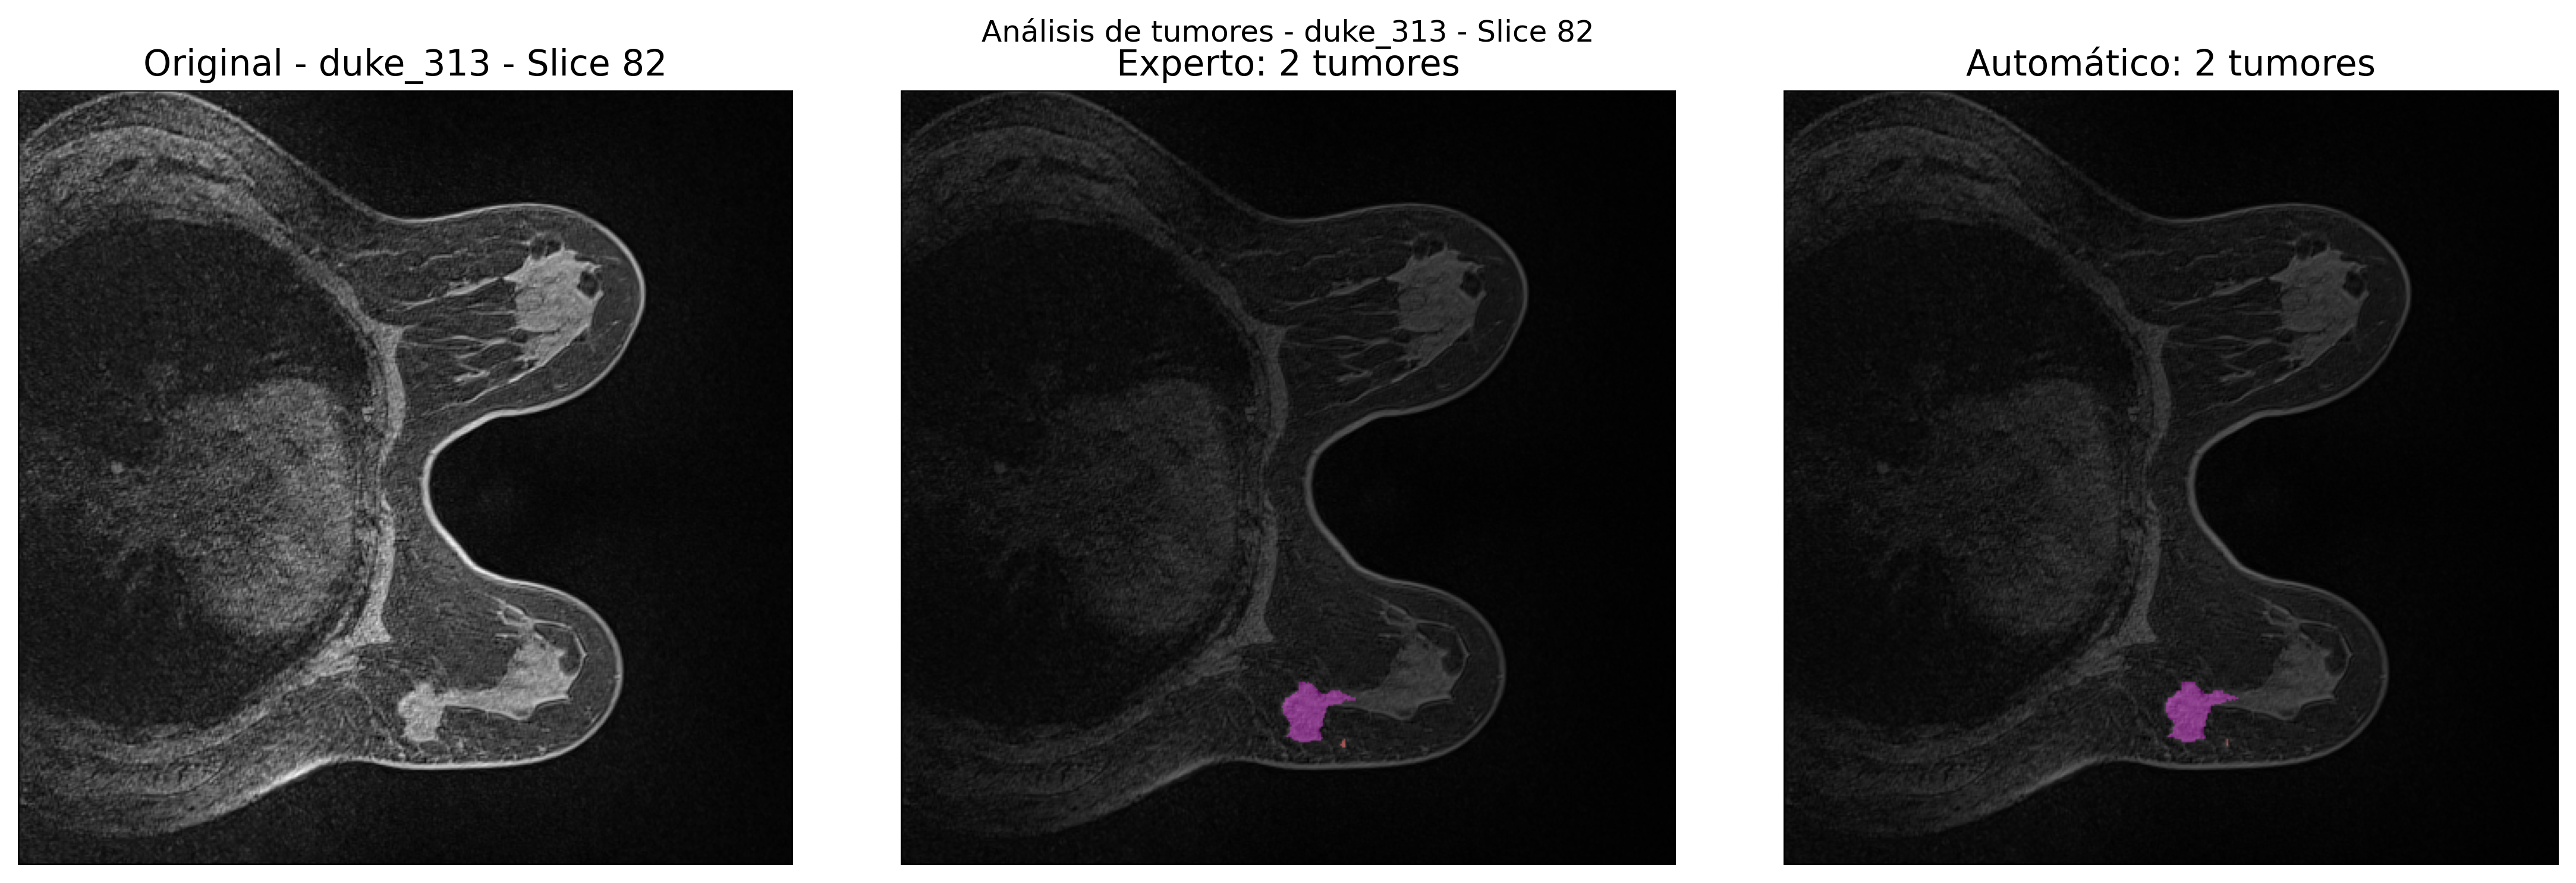 Análisis de tumores - duke_313 - Slice 82
Original - duke_313 - Slice 82
Experto: 2 tumores
Automático: 2 tumores